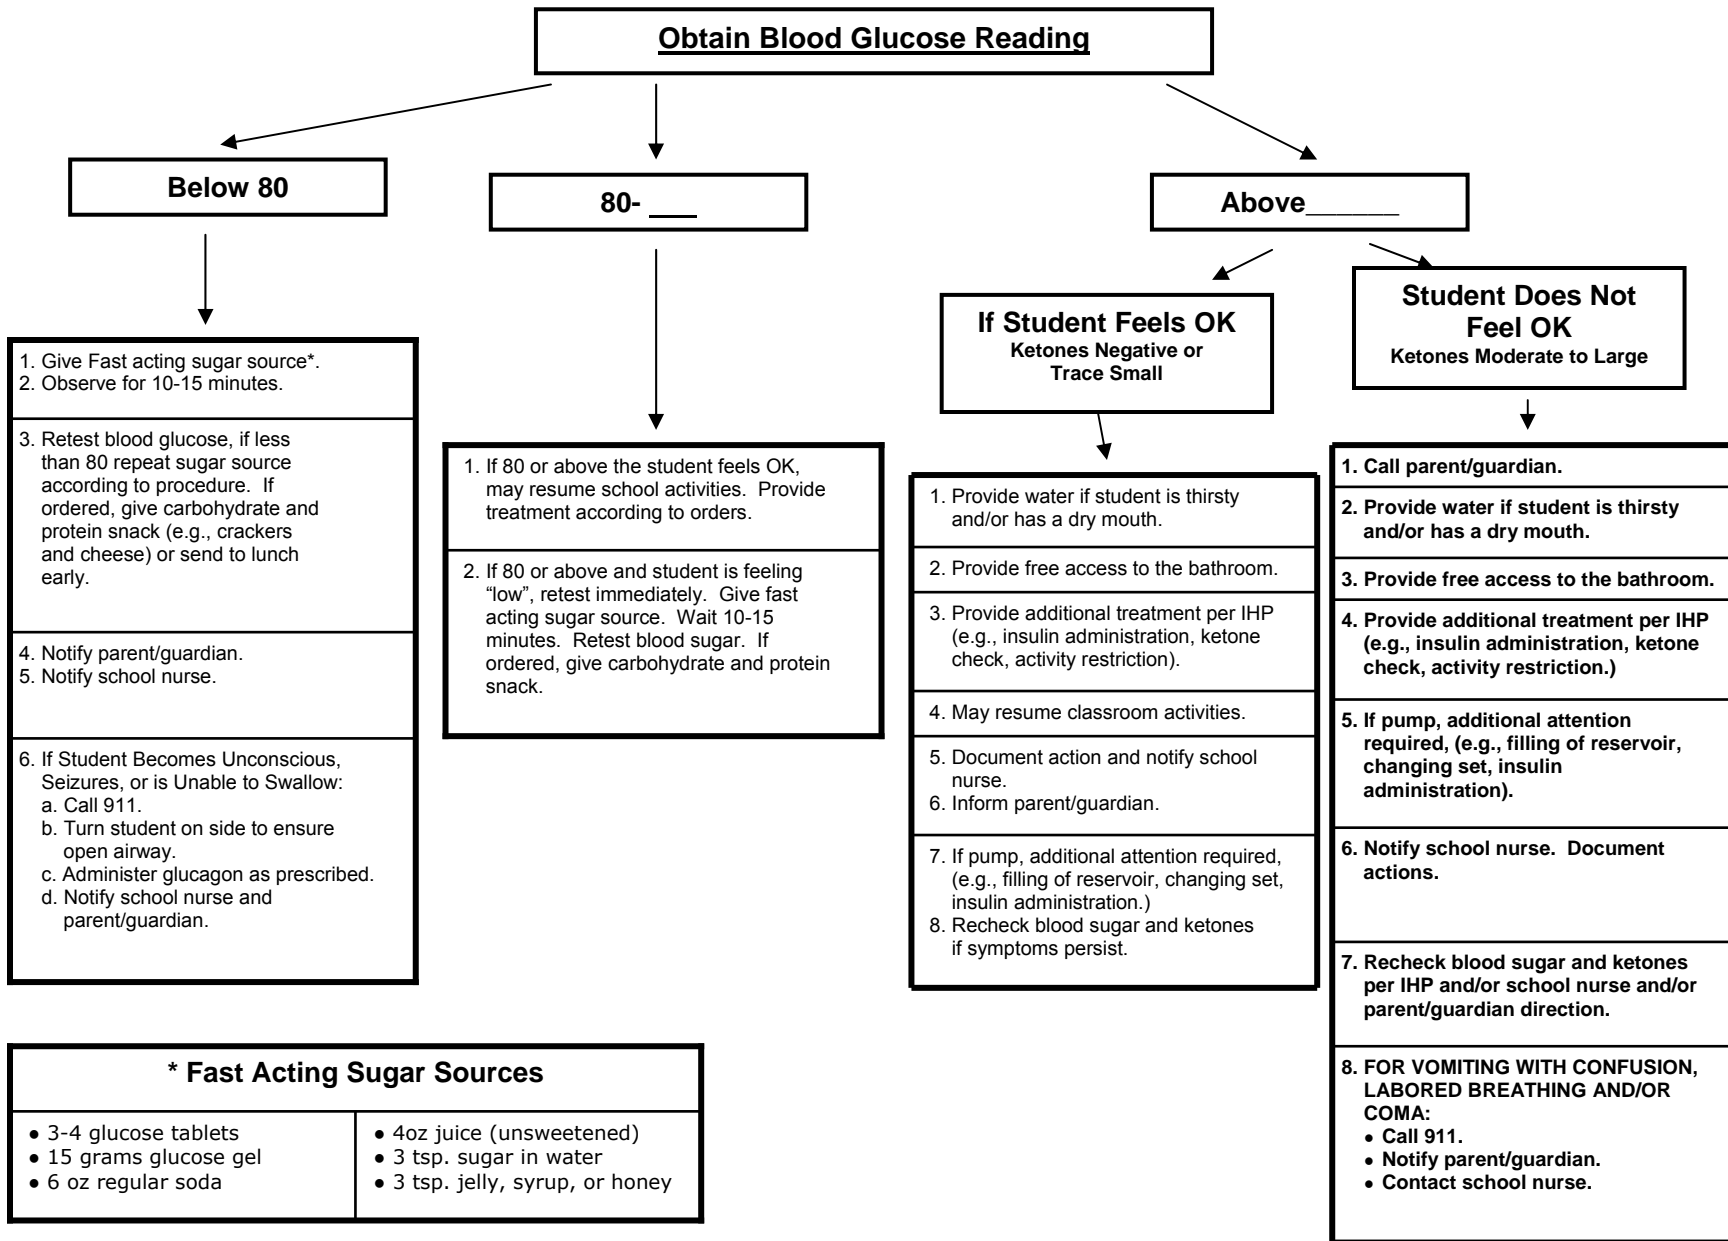 Obtain Blood Glucose Reading
Below 80
80- ___
Above______
If Student Feels OK
Ketones Negative or
Trace Small
Student Does Not
Feel OK
Ketones Moderate to Large
1. Give Fast acting sugar source*.
2. Observe for 10-15 minutes.
3. Retest blood glucose, if less
than 80 repeat sugar source
according to procedure. If
ordered, give carbohydrate and
protein snack (e.g., crackers
and cheese) or send to lunch
early.
4. Notify parent/guardian.
5. Notify school nurse.
6. If Student Becomes Unconscious,
Seizures, or is Unable to Swallow:
a. Call 911.
b. Turn student on side to ensure
open airway.
c. Administer glucagon as prescribed.
d. Notify school nurse and
parent/guardian.
1. If 80 or above the student feels OK,
may resume school activities. Provide
treatment according to orders.
2. If 80 or above and student is feeling
“low”, retest immediately. Give fast
acting sugar source. Wait 10-15
minutes. Retest blood sugar. If
ordered, give carbohydrate and protein
snack.
1. Provide water if student is thirsty
and/or has a dry mouth.
2. Provide free access to the bathroom.
3. Provide additional treatment per IHP
(e.g., insulin administration, ketone
check, activity restriction).
4. May resume classroom activities.
5. Document action and notify school
nurse.
6. Inform parent/guardian.
7. If pump, additional attention required,
(e.g., filling of reservoir, changing set,
insulin administration.)
8. Recheck blood sugar and ketones
if symptoms persist.
1. Call parent/guardian.
2. Provide water if student is thirsty
and/or has a dry mouth.
3. Provide free access to the bathroom.
4. Provide additional treatment per IHP
(e.g., insulin administration, ketone
check, activity restriction.)
5. If pump, additional attention
required, (e.g., filling of reservoir,
changing set, insulin
administration).
6. Notify school nurse. Document
actions.
7. Recheck blood sugar and ketones
per IHP and/or school nurse and/or
parent/guardian direction.
8. FOR VOMITING WITH CONFUSION,
LABORED BREATHING AND/OR
COMA:
● Call 911.
● Notify parent/guardian.
● Contact school nurse.
* Fast Acting Sugar Sources
● 3-4 glucose tablets
● 15 grams glucose gel
● 6 oz regular soda
● 4oz juice (unsweetened)
● 3 tsp. sugar in water
● 3 tsp. jelly, syrup, or honey